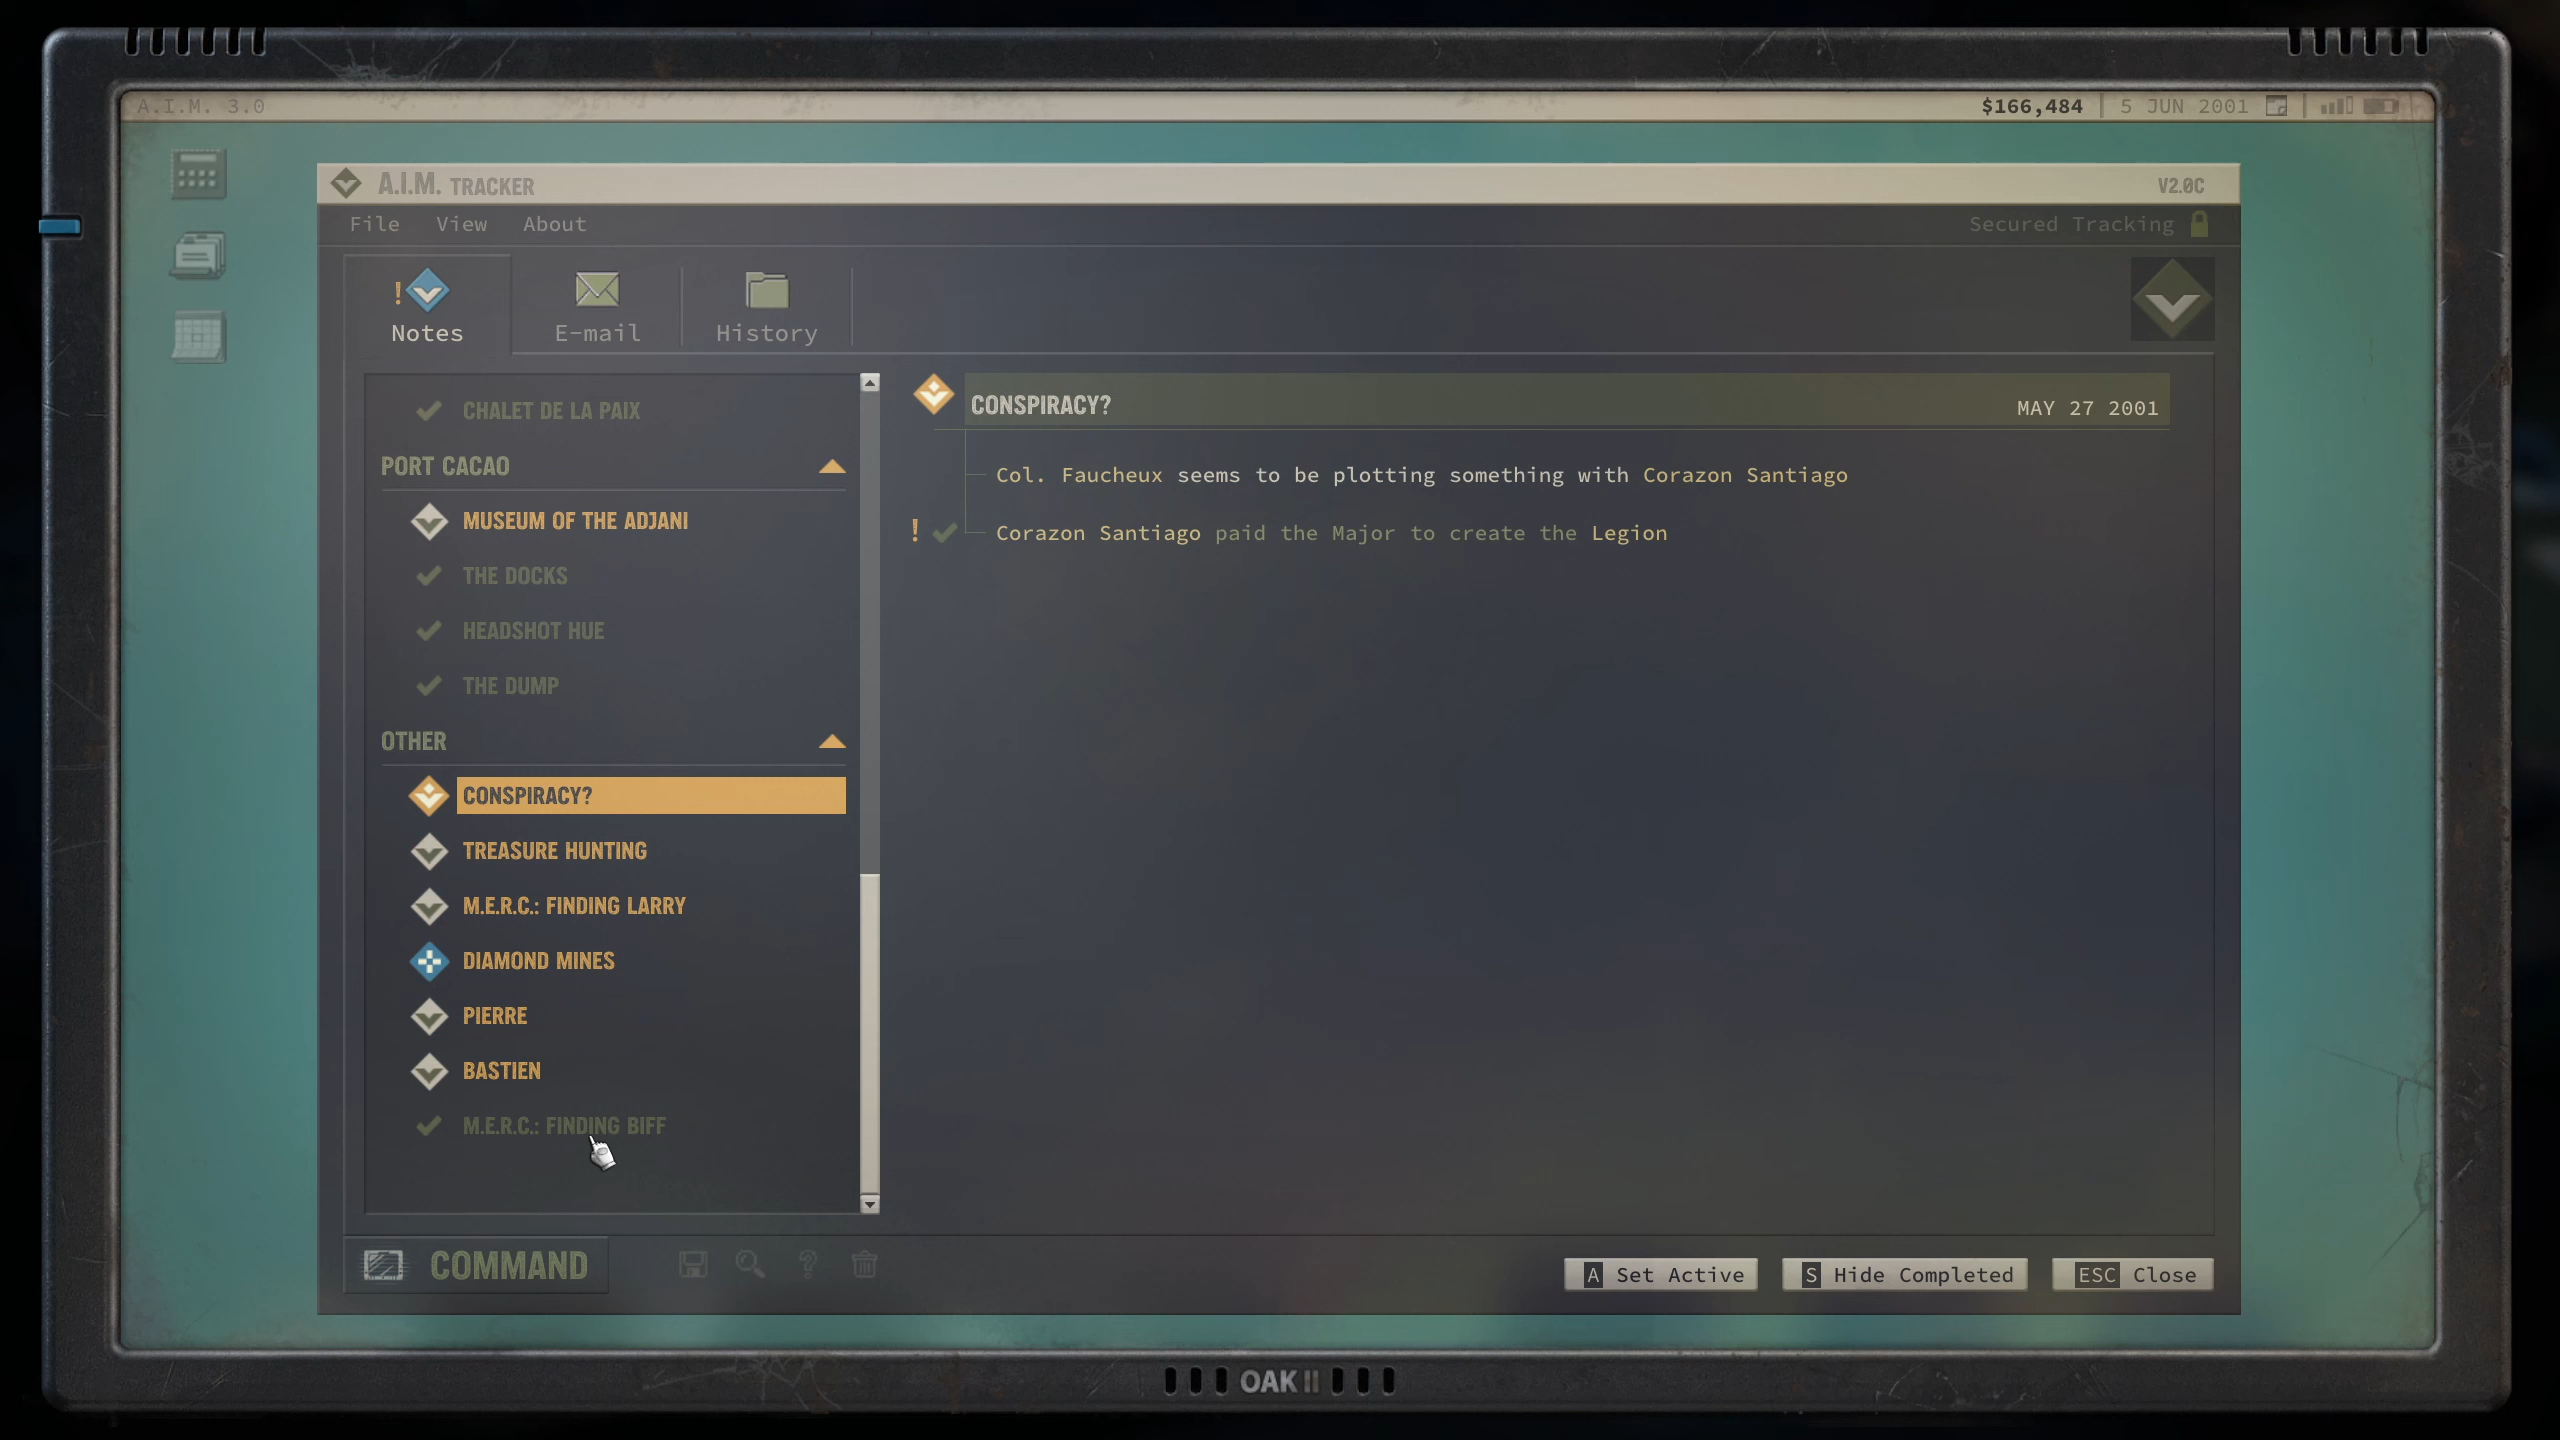 A.I.M. 3.0
$166,484 | 5 JUN 2001
A.I.M. TRACKER
V2.0C
File View About
Secured Tracking
! Notes
E-mail
History
CHALET DE LA PAIX
PORT CACAO
MUSEUM OF THE ADJANI
THE DOCKS
HEADSHOT HUE
THE DUMP
OTHER
CONSPIRACY?
TREASURE HUNTING
M.E.R.C.: FINDING LARRY
DIAMOND MINES
PIERRE
BASTIEN
M.E.R.C.: FINDING BIFF
CONSPIRACY?
MAY 27 2001
Col. Faucheux seems to be plotting something with Corazon Santiago
! Corazon Santiago paid the Major to create the Legion
COMMAND
?
A Set Active
S Hide Completed
ESC Close
OAK II